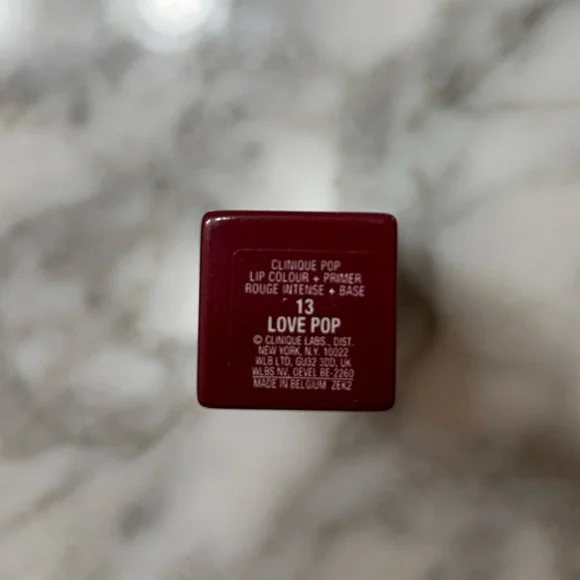 CLINIQUE POP
LIP COLOUR + PRIMER
ROUGE INTENSE + BASE
13
LOVE POP
© CLINIQUE LABS., DIST.
NEW YORK, N.Y. 10022
WLB LTD, GU32 3DD, UK
WLBS NV, OEVEL BE-2260
MADE IN BELGIUM ZEK2